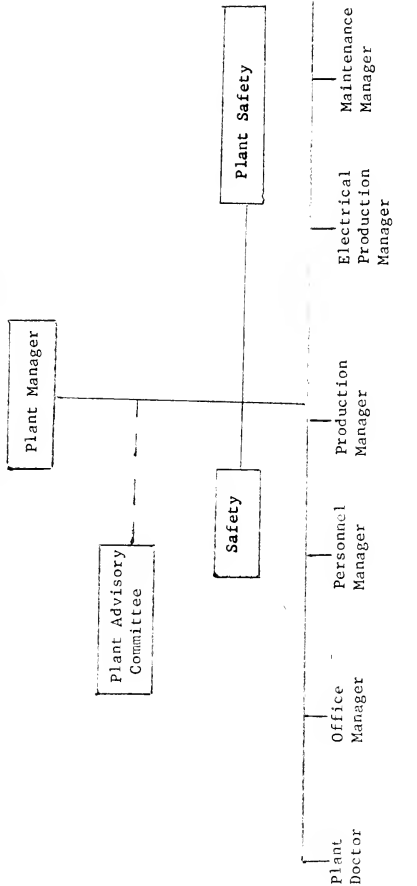 Plant Manager
Plant Advisory
Committee
Safety
Plant Safety
Plant
Doctor
Office
Manager
Personnel
Manager
Production
Manager
Electrical
Production
Manager
Maintenance
Manager